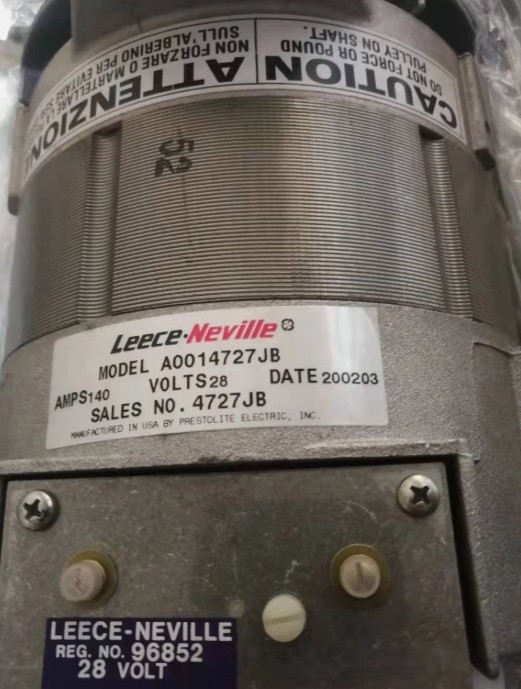 CAUTION
DO NOT FORCE OR POUND
PULLEY ON SHAFT.
ATTENZIONE
NON FORZARE O MARTELLARE LA
SULL'ALBERINO PER EVITARE
Leece-Neville
MODEL A0014727JB
AMPS140 VOLTS28 DATE 200203
SALES NO. 4727JB
MANUFACTURED IN USA BY PRESTOLITE ELECTRIC, INC.
LEECE-NEVILLE
REG. NO. 96852
28 VOLT